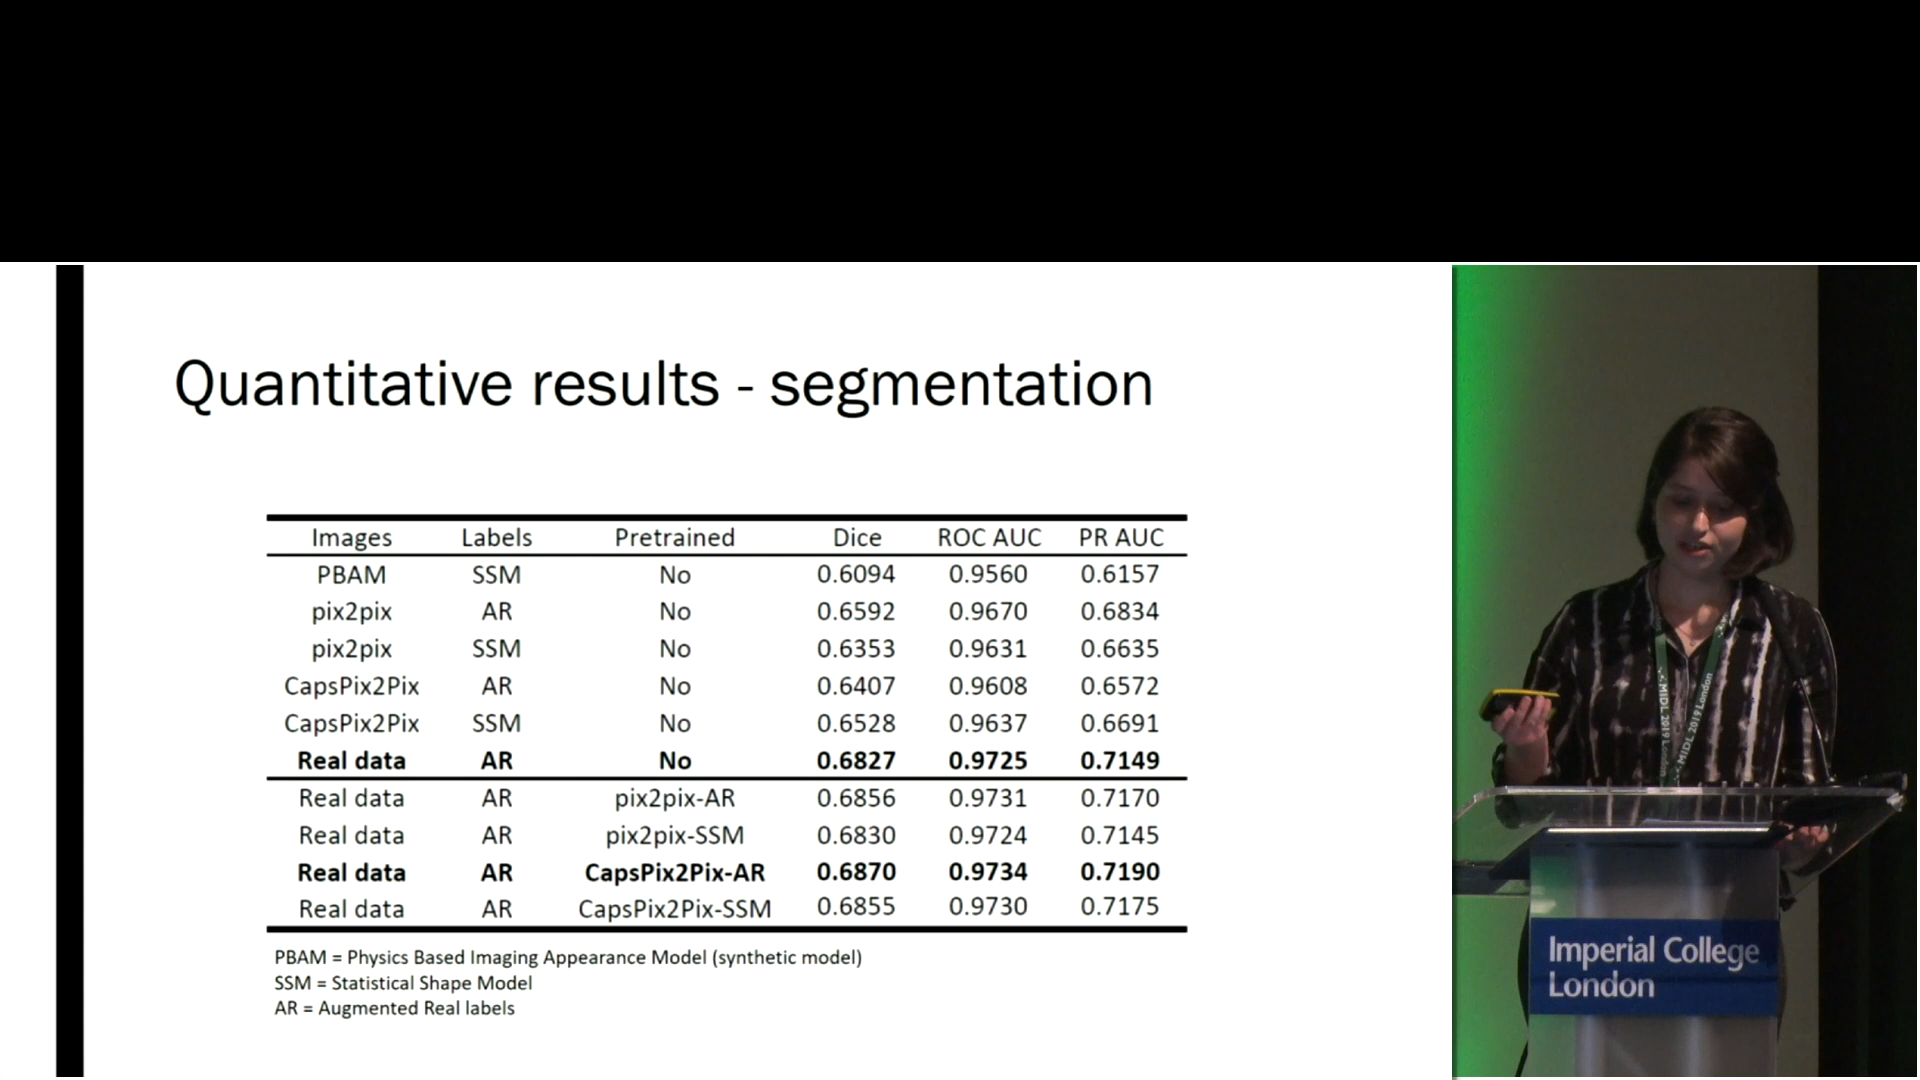 Quantitative results - segmentation
Images Labels Pretrained Dice ROC AUC PR AUC
PBAM SSM No 0.6094 0.9560 0.6157
pix2pix AR No 0.6592 0.9670 0.6834
pix2pix SSM No 0.6353 0.9631 0.6635
CapsPix2Pix AR No 0.6407 0.9608 0.6572
CapsPix2Pix SSM No 0.6528 0.9637 0.6691
Real data AR No 0.6827 0.9725 0.7149
Real data AR pix2pix-AR 0.6856 0.9731 0.7170
Real data AR pix2pix-SSM 0.6830 0.9724 0.7145
Real data AR CapsPix2Pix-AR 0.6870 0.9734 0.7190
Real data AR CapsPix2Pix-SSM 0.6855 0.9730 0.7175
PBAM = Physics Based Imaging Appearance Model (synthetic model)
SSM = Statistical Shape Model
AR = Augmented Real labels
MIDL 2019 London
MIDL 2019 London
Imperial College
London